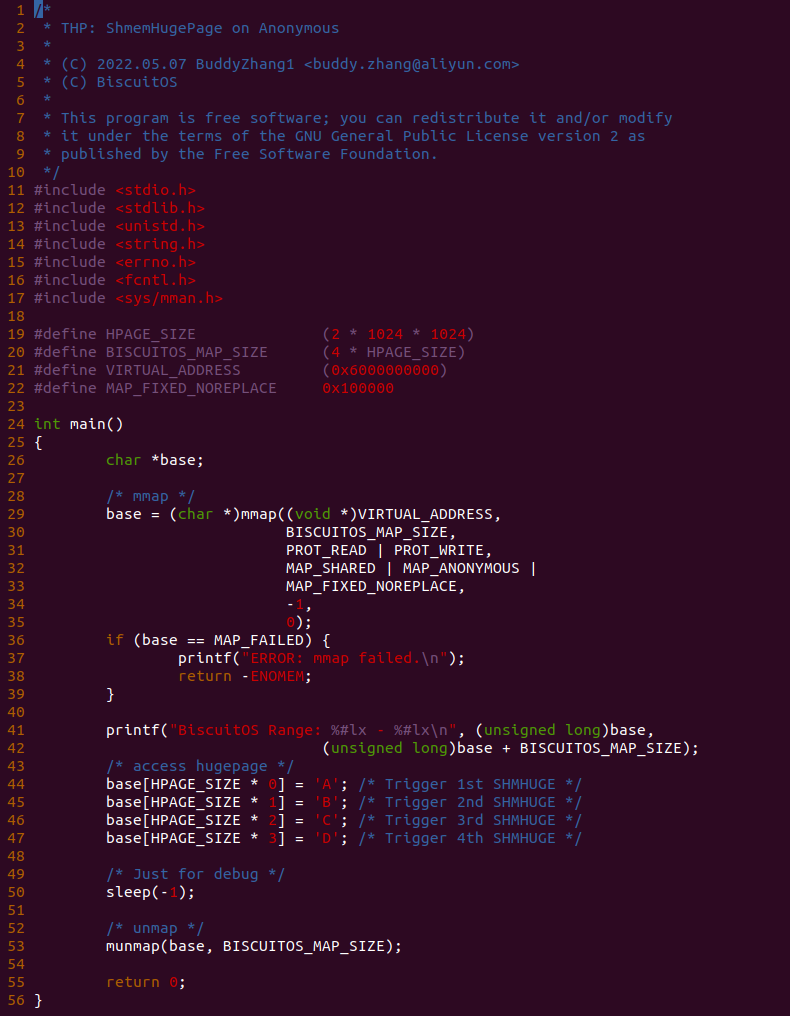 1 /*
2  * THP: ShmemHugePage on Anonymous
3  *
4  * (C) 2022.05.07 BuddyZhang1 <buddy.zhang@aliyun.com>
5  * (C) BiscuitOS
6  *
7  * This program is free software; you can redistribute it and/or modify
8  * it under the terms of the GNU General Public License version 2 as
9  * published by the Free Software Foundation.
10  */
11 #include <stdio.h>
12 #include <stdlib.h>
13 #include <unistd.h>
14 #include <string.h>
15 #include <errno.h>
16 #include <fcntl.h>
17 #include <sys/mman.h>
18
19 #define HPAGE_SIZE              (2 * 1024 * 1024)
20 #define BISCUITOS_MAP_SIZE      (4 * HPAGE_SIZE)
21 #define VIRTUAL_ADDRESS         (0x6000000000)
22 #define MAP_FIXED_NOREPLACE     0x100000
23
24 int main()
25 {
26         char *base;
27
28         /* mmap */
29         base = (char *)mmap((void *)VIRTUAL_ADDRESS,
30                             BISCUITOS_MAP_SIZE,
31                             PROT_READ | PROT_WRITE,
32                             MAP_SHARED | MAP_ANONYMOUS |
33                             MAP_FIXED_NOREPLACE,
34                             -1,
35                             0);
36         if (base == MAP_FAILED) {
37                 printf("ERROR: mmap failed.\n");
38                 return -ENOMEM;
39         }
40
41         printf("BiscuitOS Range: %#lx - %#lx\n", (unsigned long)base,
42                                 (unsigned long)base + BISCUITOS_MAP_SIZE);
43         /* access hugepage */
44         base[HPAGE_SIZE * 0] = 'A'; /* Trigger 1st SHMHUGE */
45         base[HPAGE_SIZE * 1] = 'B'; /* Trigger 2nd SHMHUGE */
46         base[HPAGE_SIZE * 2] = 'C'; /* Trigger 3rd SHMHUGE */
47         base[HPAGE_SIZE * 3] = 'D'; /* Trigger 4th SHMHUGE */
48
49         /* Just for debug */
50         sleep(-1);
51
52         /* unmap */
53         munmap(base, BISCUITOS_MAP_SIZE);
54
55         return 0;
56 }